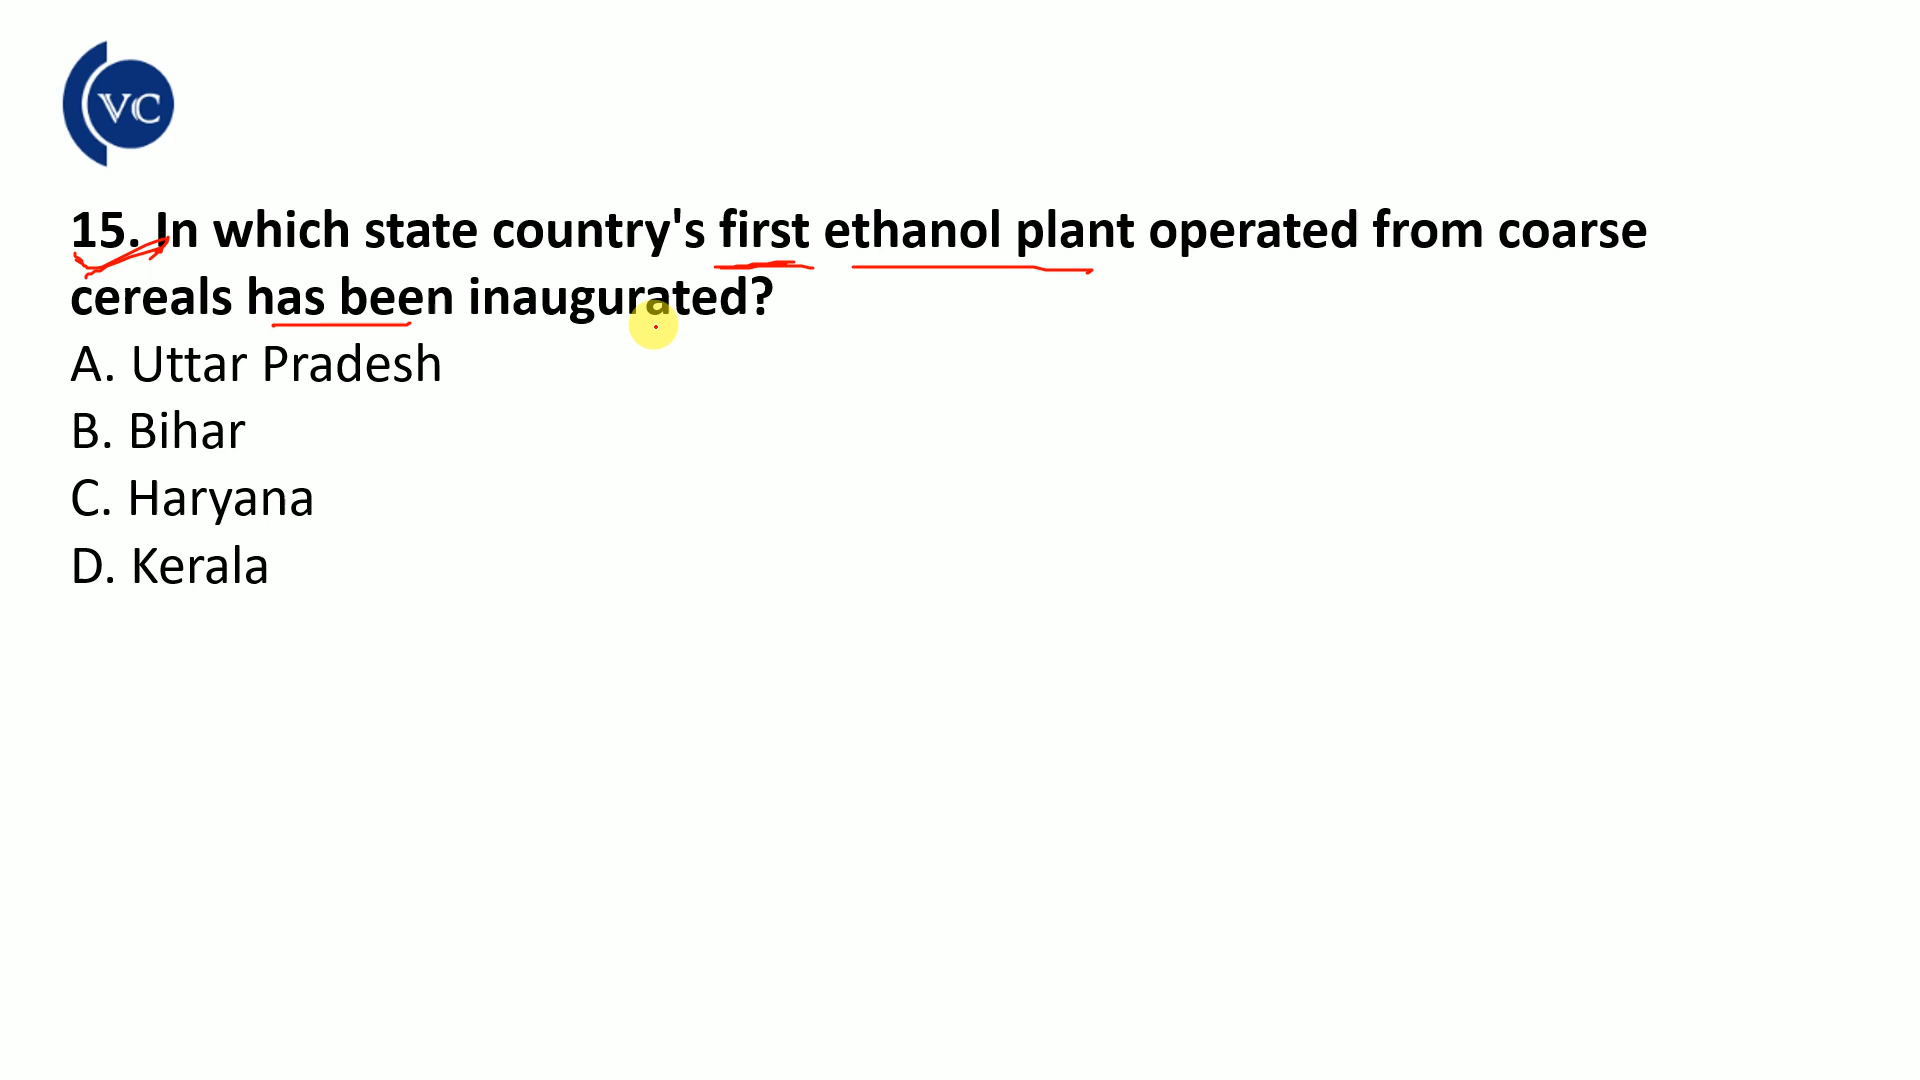 VC
15. In which state country's first ethanol plant operated from coarse
cereals has been inaugurated?
A. Uttar Pradesh
B. Bihar
C. Haryana
D. Kerala